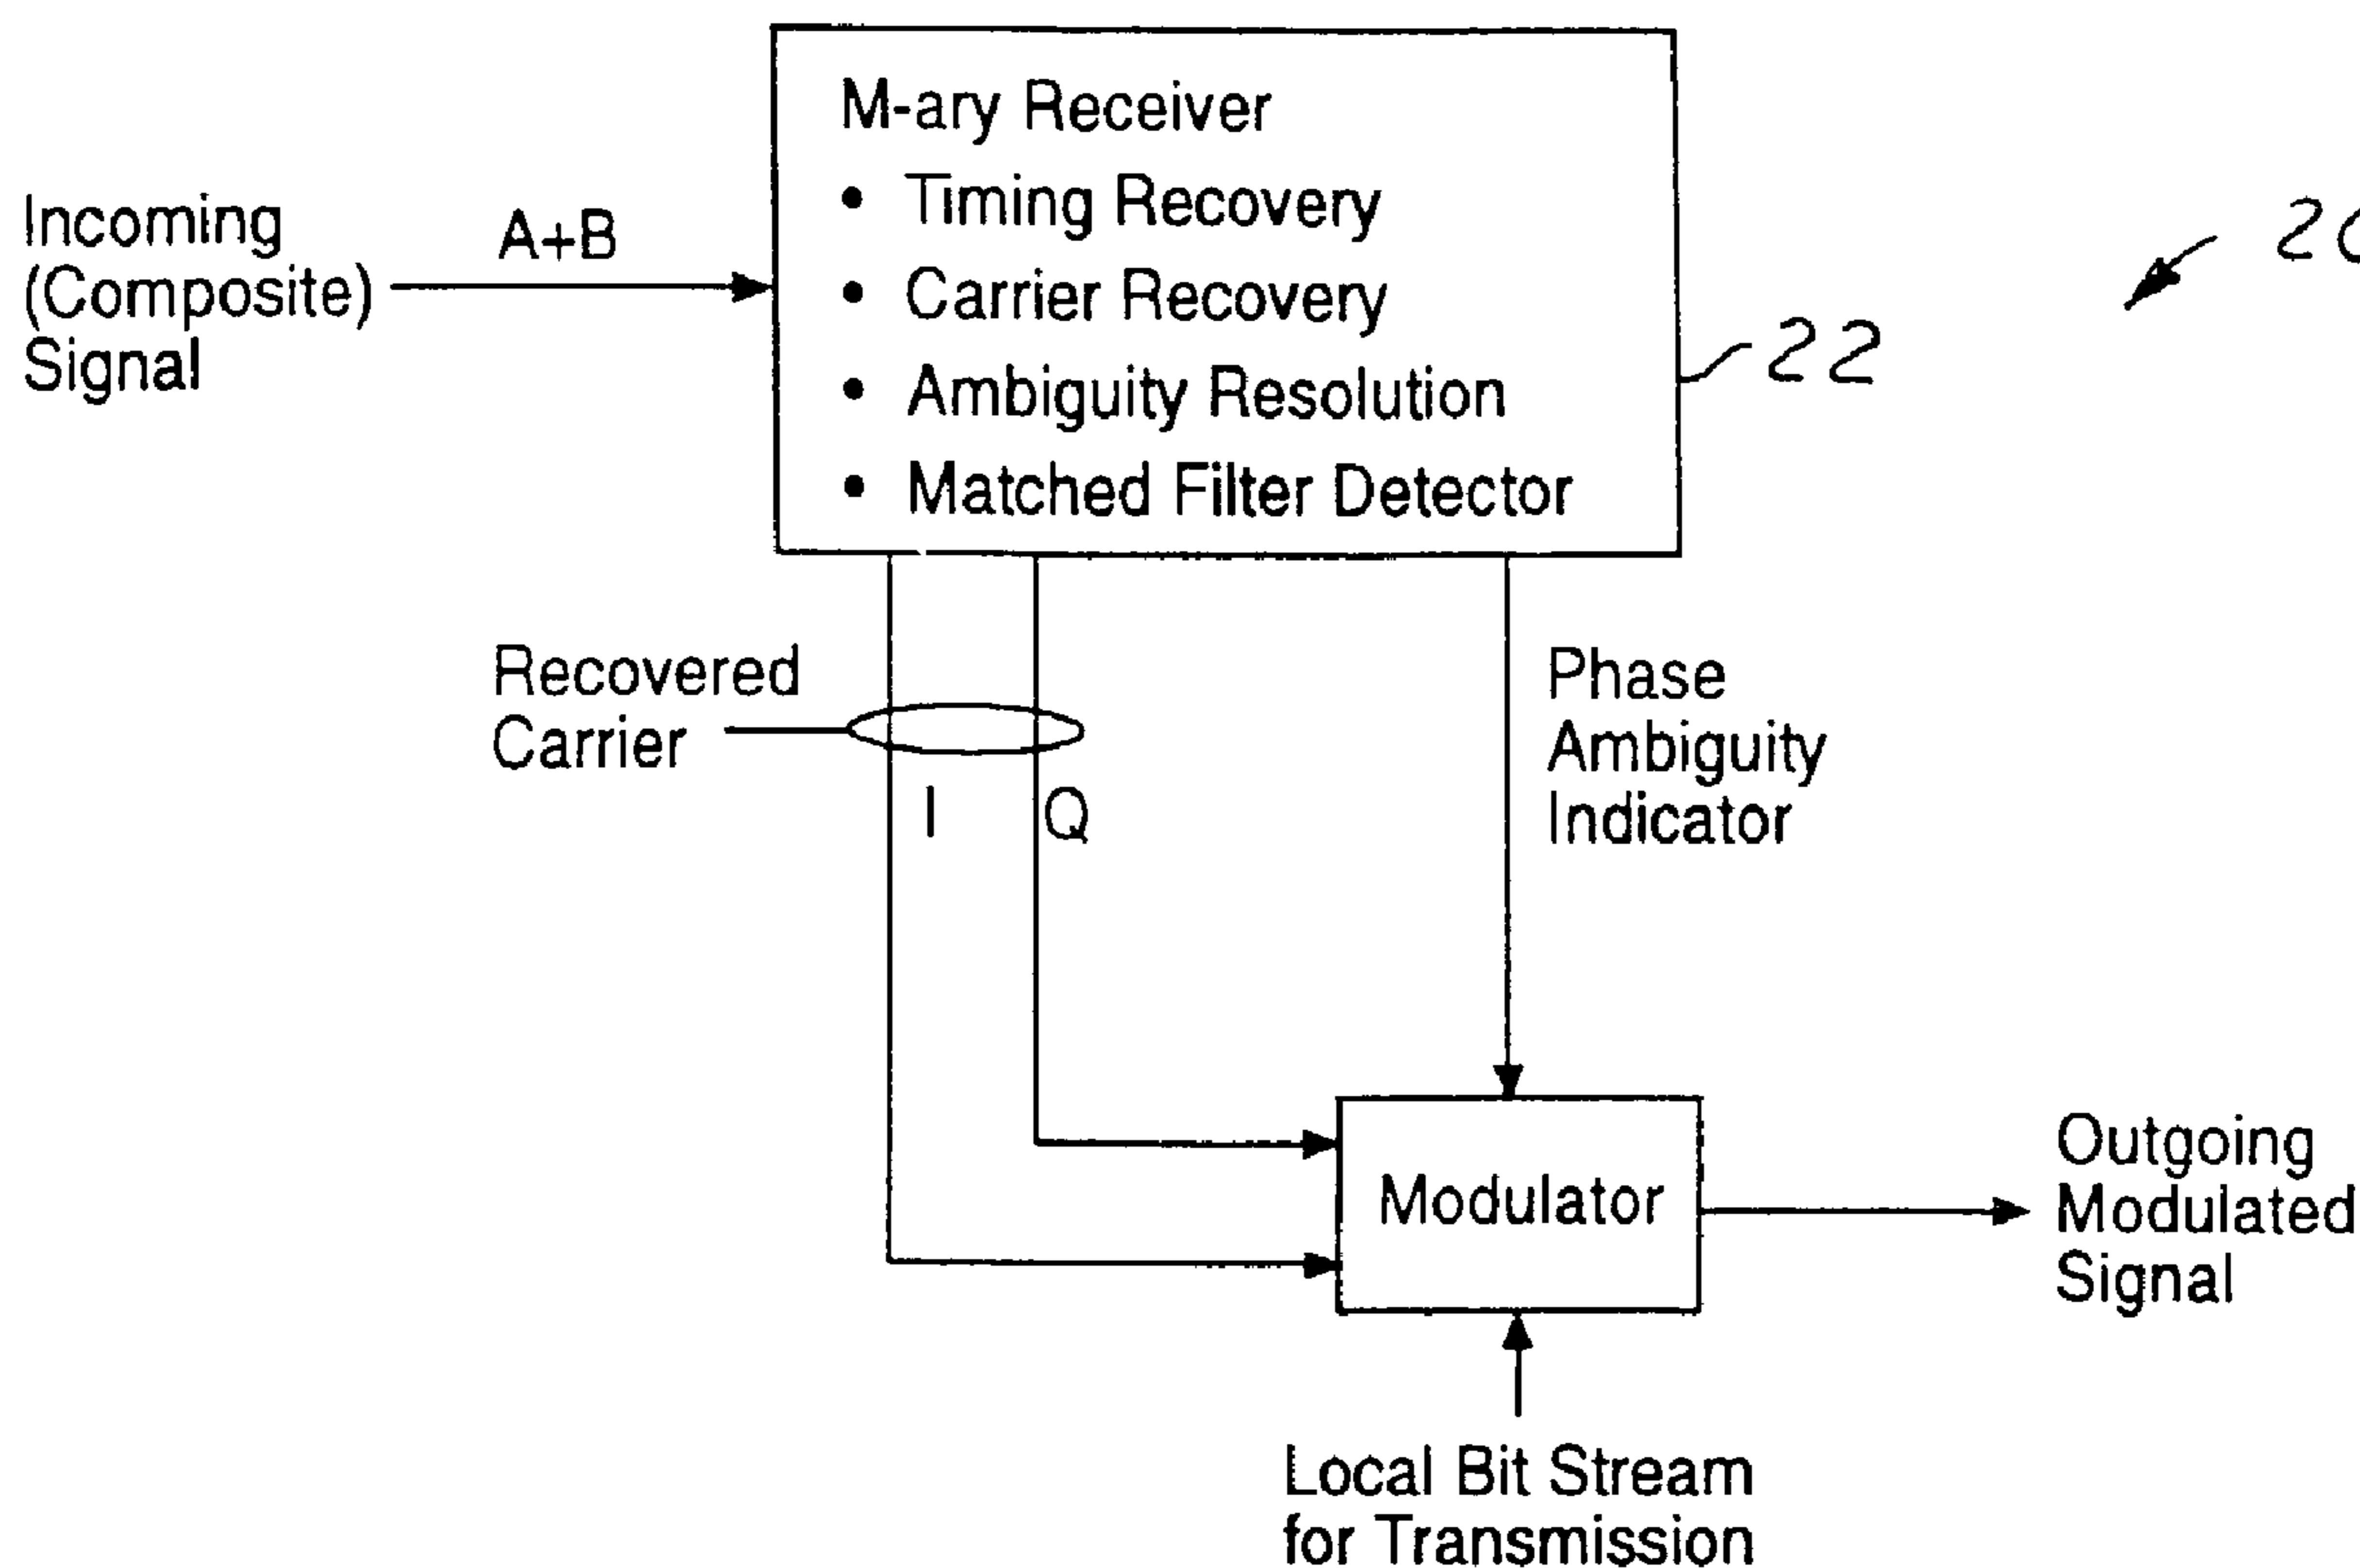 M-ary Receiver
• Timing Recovery
• Carrier Recovery
• Ambiguity Resolution
• Matched Filter Detector
Incoming
(Composite)
Signal
A+B
22
Recovered
Carrier
I
Q
Phase
Ambiguity
Indicator
Modulator
Outgoing
Modulated
Signal
Local Bit Stream
for Transmission